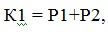 К1 = Р1+Р2,